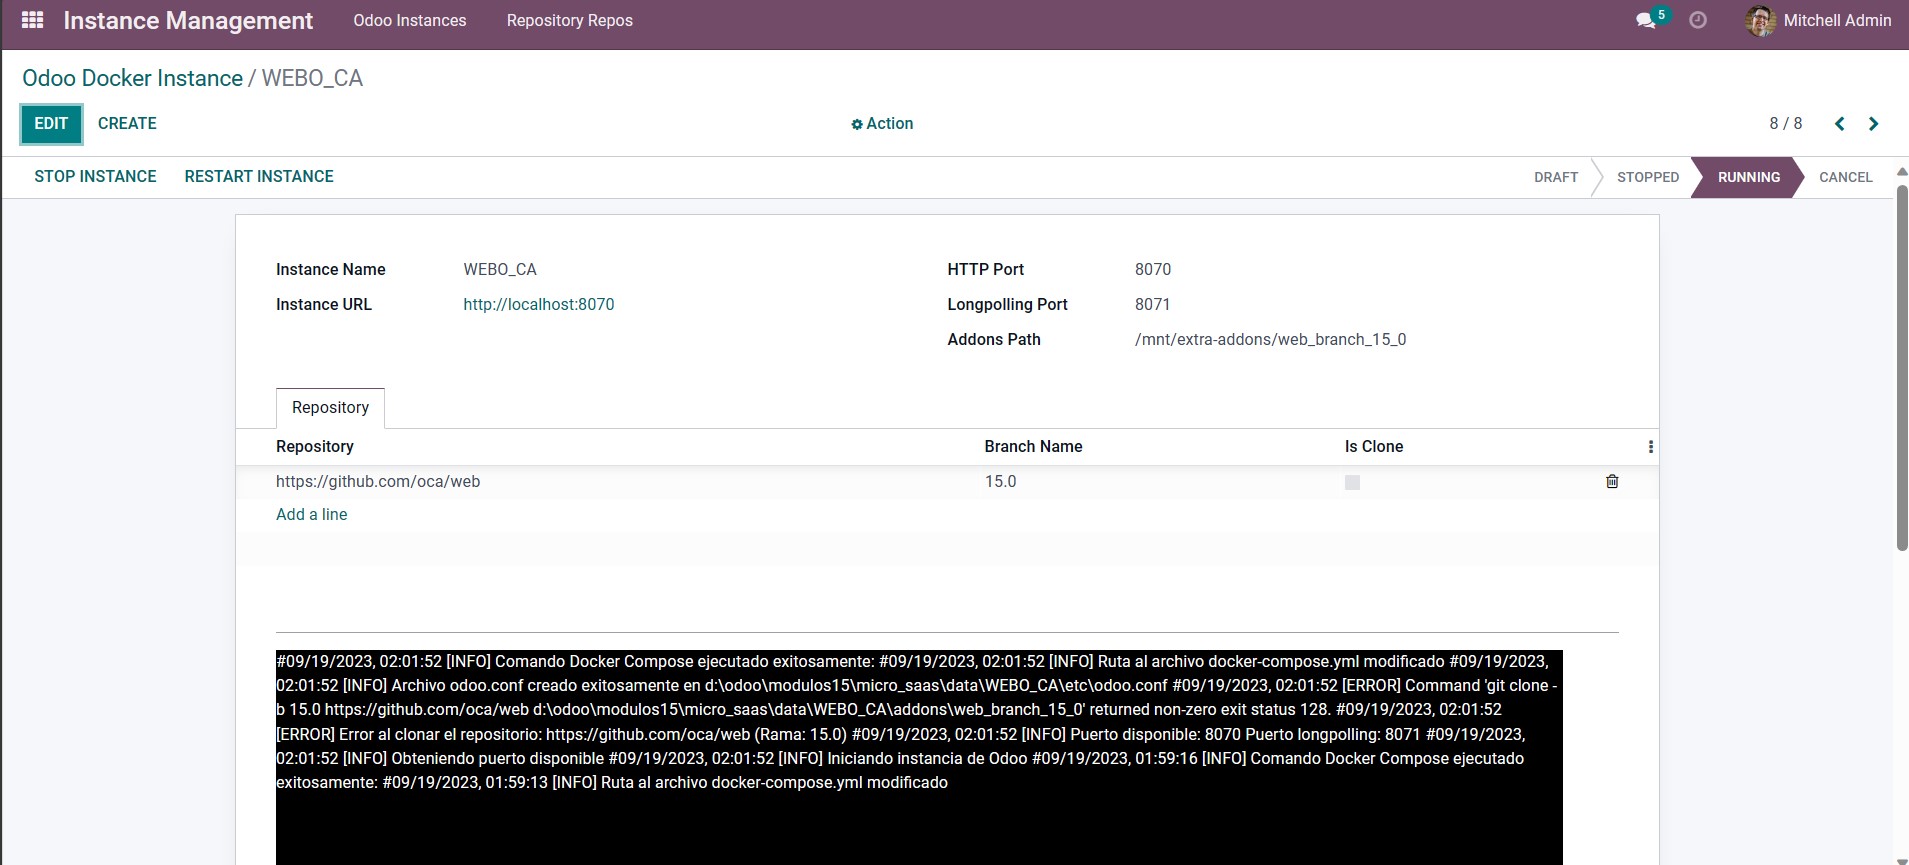 Instance Management Odoo Instances Repository Repos 5 Mitchell Admin
Odoo Docker Instance / WEBO_CA
EDIT CREATE Action 8 / 8
STOP INSTANCE RESTART INSTANCE DRAFT STOPPED RUNNING CANCEL
Instance Name WEBO_CA HTTP Port 8070
Instance URL http://localhost:8070 Longpolling Port 8071
Addons Path /mnt/extra-addons/web_branch_15_0
Repository
Repository Branch Name Is Clone
https://github.com/oca/web 15.0
Add a line
#09/19/2023, 02:01:52 [INFO] Comando Docker Compose ejecutado exitosamente: #09/19/2023, 02:01:52 [INFO] Ruta al archivo docker-compose.yml modificado #09/19/2023,
02:01:52 [INFO] Archivo odoo.conf creado exitosamente en d:\odoo\modulos15\micro_saas\data\WEBO_CA\etc\odoo.conf #09/19/2023, 02:01:52 [ERROR] Command 'git clone -
b 15.0 https://github.com/oca/web d:\odoo\modulos15\micro_saas\data\WEBO_CA\addons\web_branch_15_0' returned non-zero exit status 128. #09/19/2023, 02:01:52
[ERROR] Error al clonar el repositorio: https://github.com/oca/web (Rama: 15.0) #09/19/2023, 02:01:52 [INFO] Puerto disponible: 8070 Puerto longpolling: 8071 #09/19/2023,
02:01:52 [INFO] Obteniendo puerto disponible #09/19/2023, 02:01:52 [INFO] Iniciando instancia de Odoo #09/19/2023, 01:59:16 [INFO] Comando Docker Compose ejecutado
exitosamente: #09/19/2023, 01:59:13 [INFO] Ruta al archivo docker-compose.yml modificado